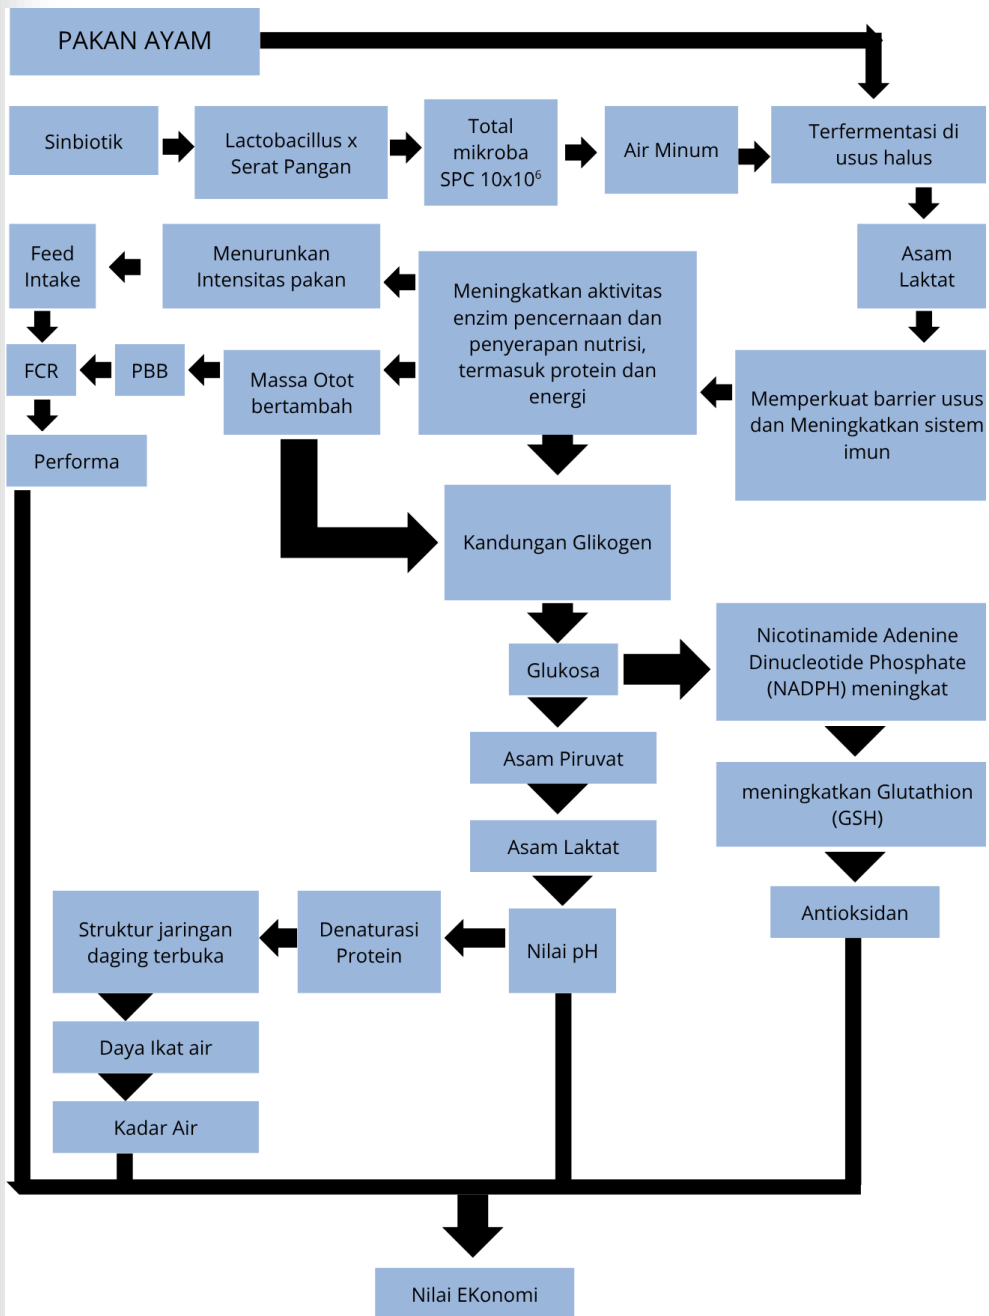 PAKAN AYAM
Sinbiotik
Lactobacillus x
Serat Pangan
Total
mikroba
SPC 10x10⁶
Air Minum
Terfermentasi di
usus halus
Feed
Intake
Menurunkan
Intensitas pakan
Meningkatkan aktivitas
enzim pencernaan dan
penyerapan nutrisi,
termasuk protein dan
energi
Asam
Laktat
FCR
PBB
Massa Otot
bertambah
Memperkuat barrier usus
dan Meningkatkan sistem
imun
Performa
Kandungan Glikogen
Glukosa
Nicotinamide Adenine
Dinucleotide Phosphate
(NADPH) meningkat
Asam Piruvat
meningkatkan Glutathion
(GSH)
Asam Laktat
Antioksidan
Struktur jaringan
daging terbuka
Denaturasi
Protein
Nilai pH
Daya Ikat air
Kadar Air
Nilai EKonomi